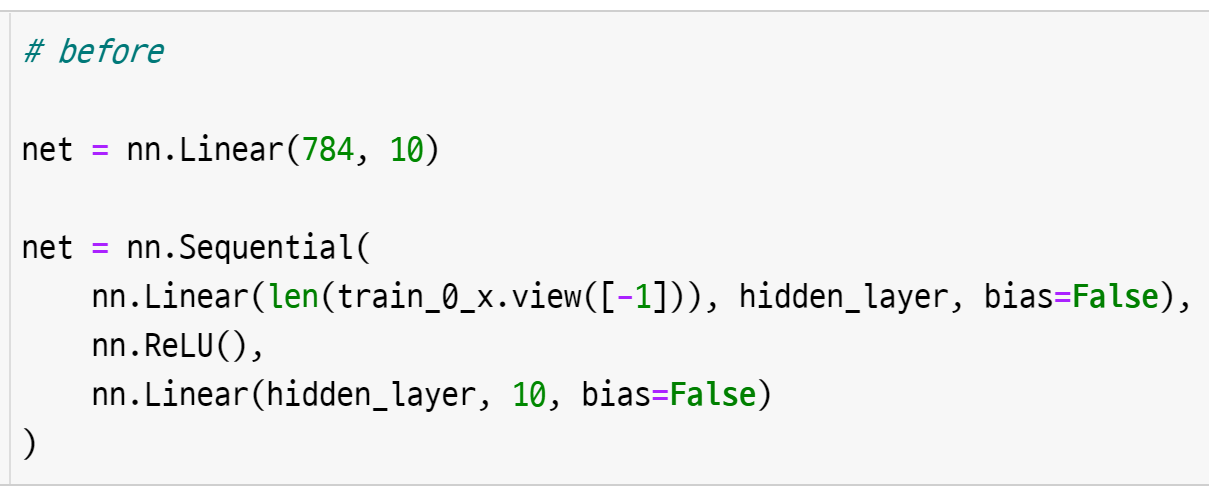 # before
net = nn.Linear(784, 10)
net = nn.Sequential(
    nn.Linear(len(train_0_x.view([-1])), hidden_layer, bias=False),
    nn.ReLU(),
    nn.Linear(hidden_layer, 10, bias=False)
)